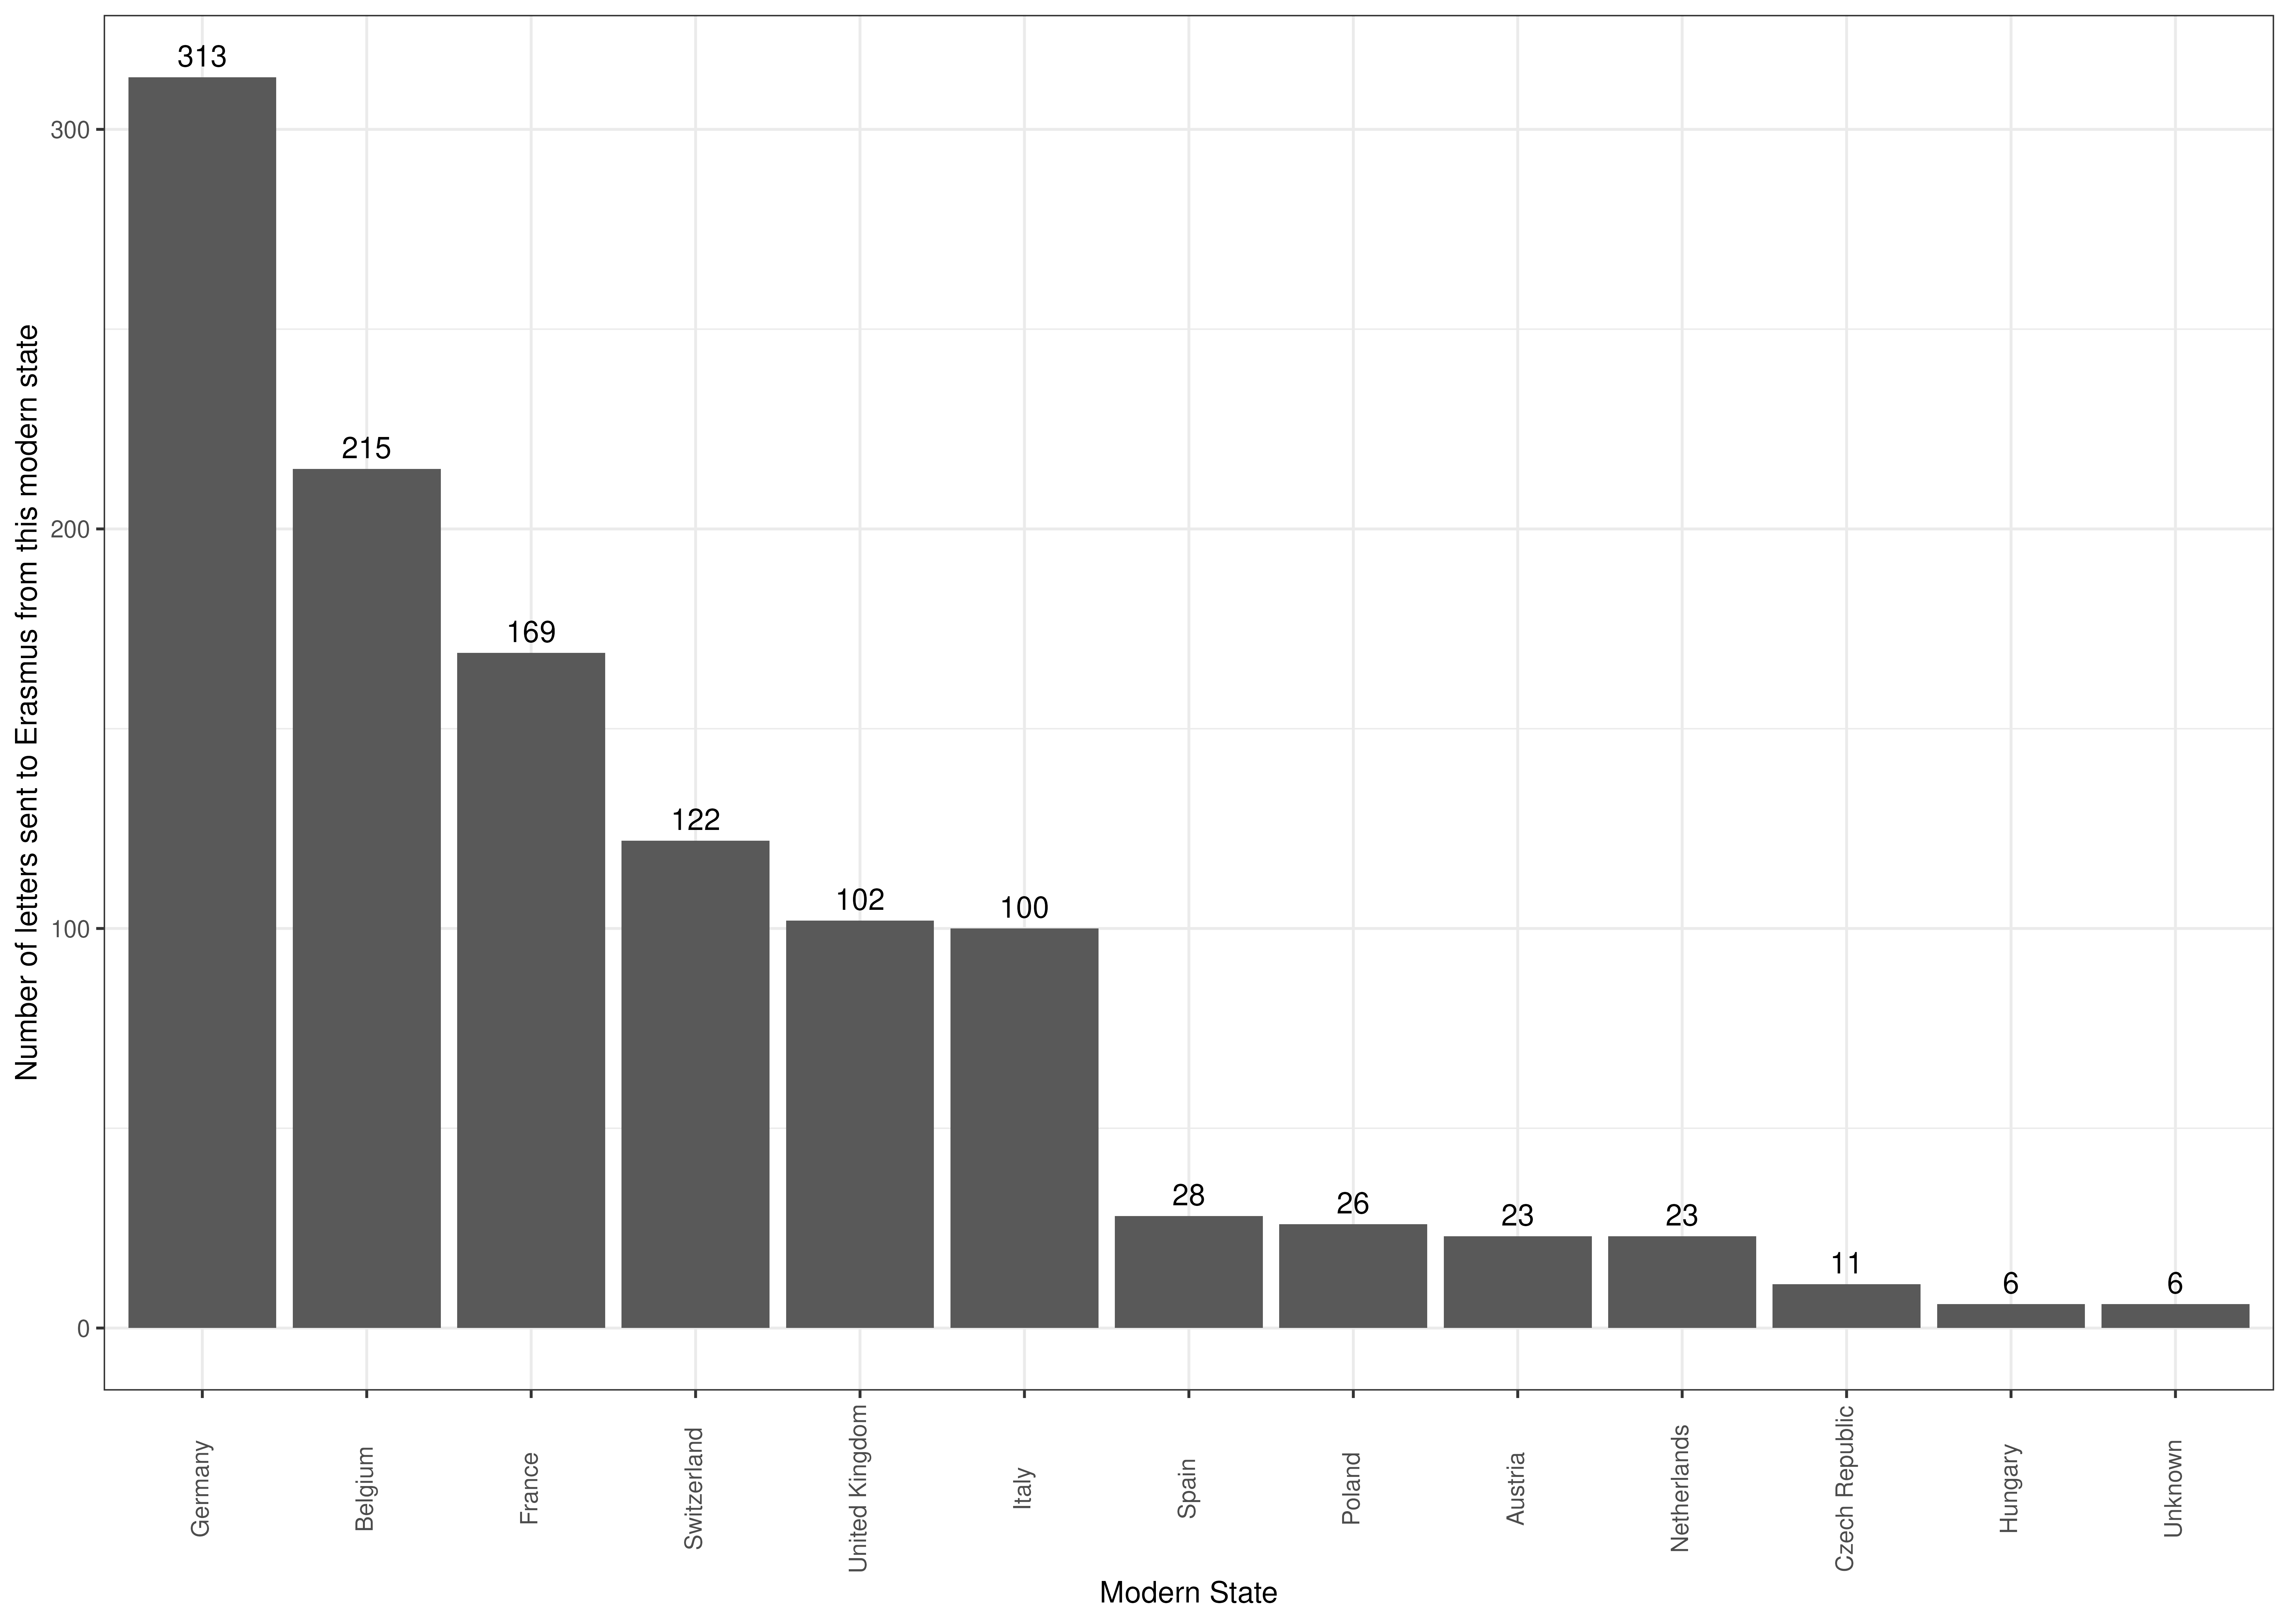 Number of letters sent to Erasmus from this modern state
300
200
100
0
313
215
169
122
102
100
28
26
23
23
11
6
6
Germany
Belgium
France
Switzerland
United Kingdom
Italy
Spain
Poland
Austria
Netherlands
Czech Republic
Hungary
Unknown
Modern State